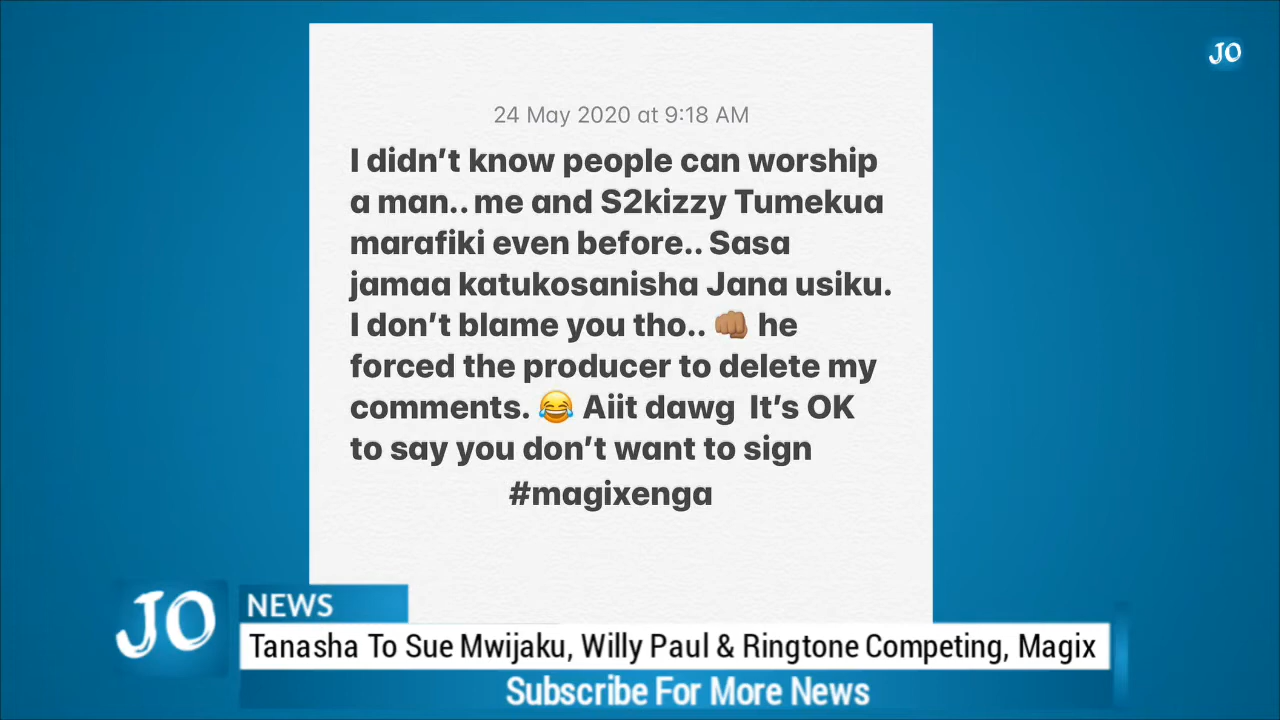 JO
24 May 2020 at 9:18 AM
I didn't know people can worship
a man.. me and S2kizzy Tumekua
marafiki even before.. Sasa
jamaa katukosanisha Jana usiku.
I don't blame you tho.. 👊🏽 he
forced the producer to delete my
comments. 😂 Aiit dawg It's OK
to say you don't want to sign
#magixenga
JO
NEWS
Tanasha To Sue Mwijaku, Willy Paul & Ringtone Competing, Magix
Subscribe For More News